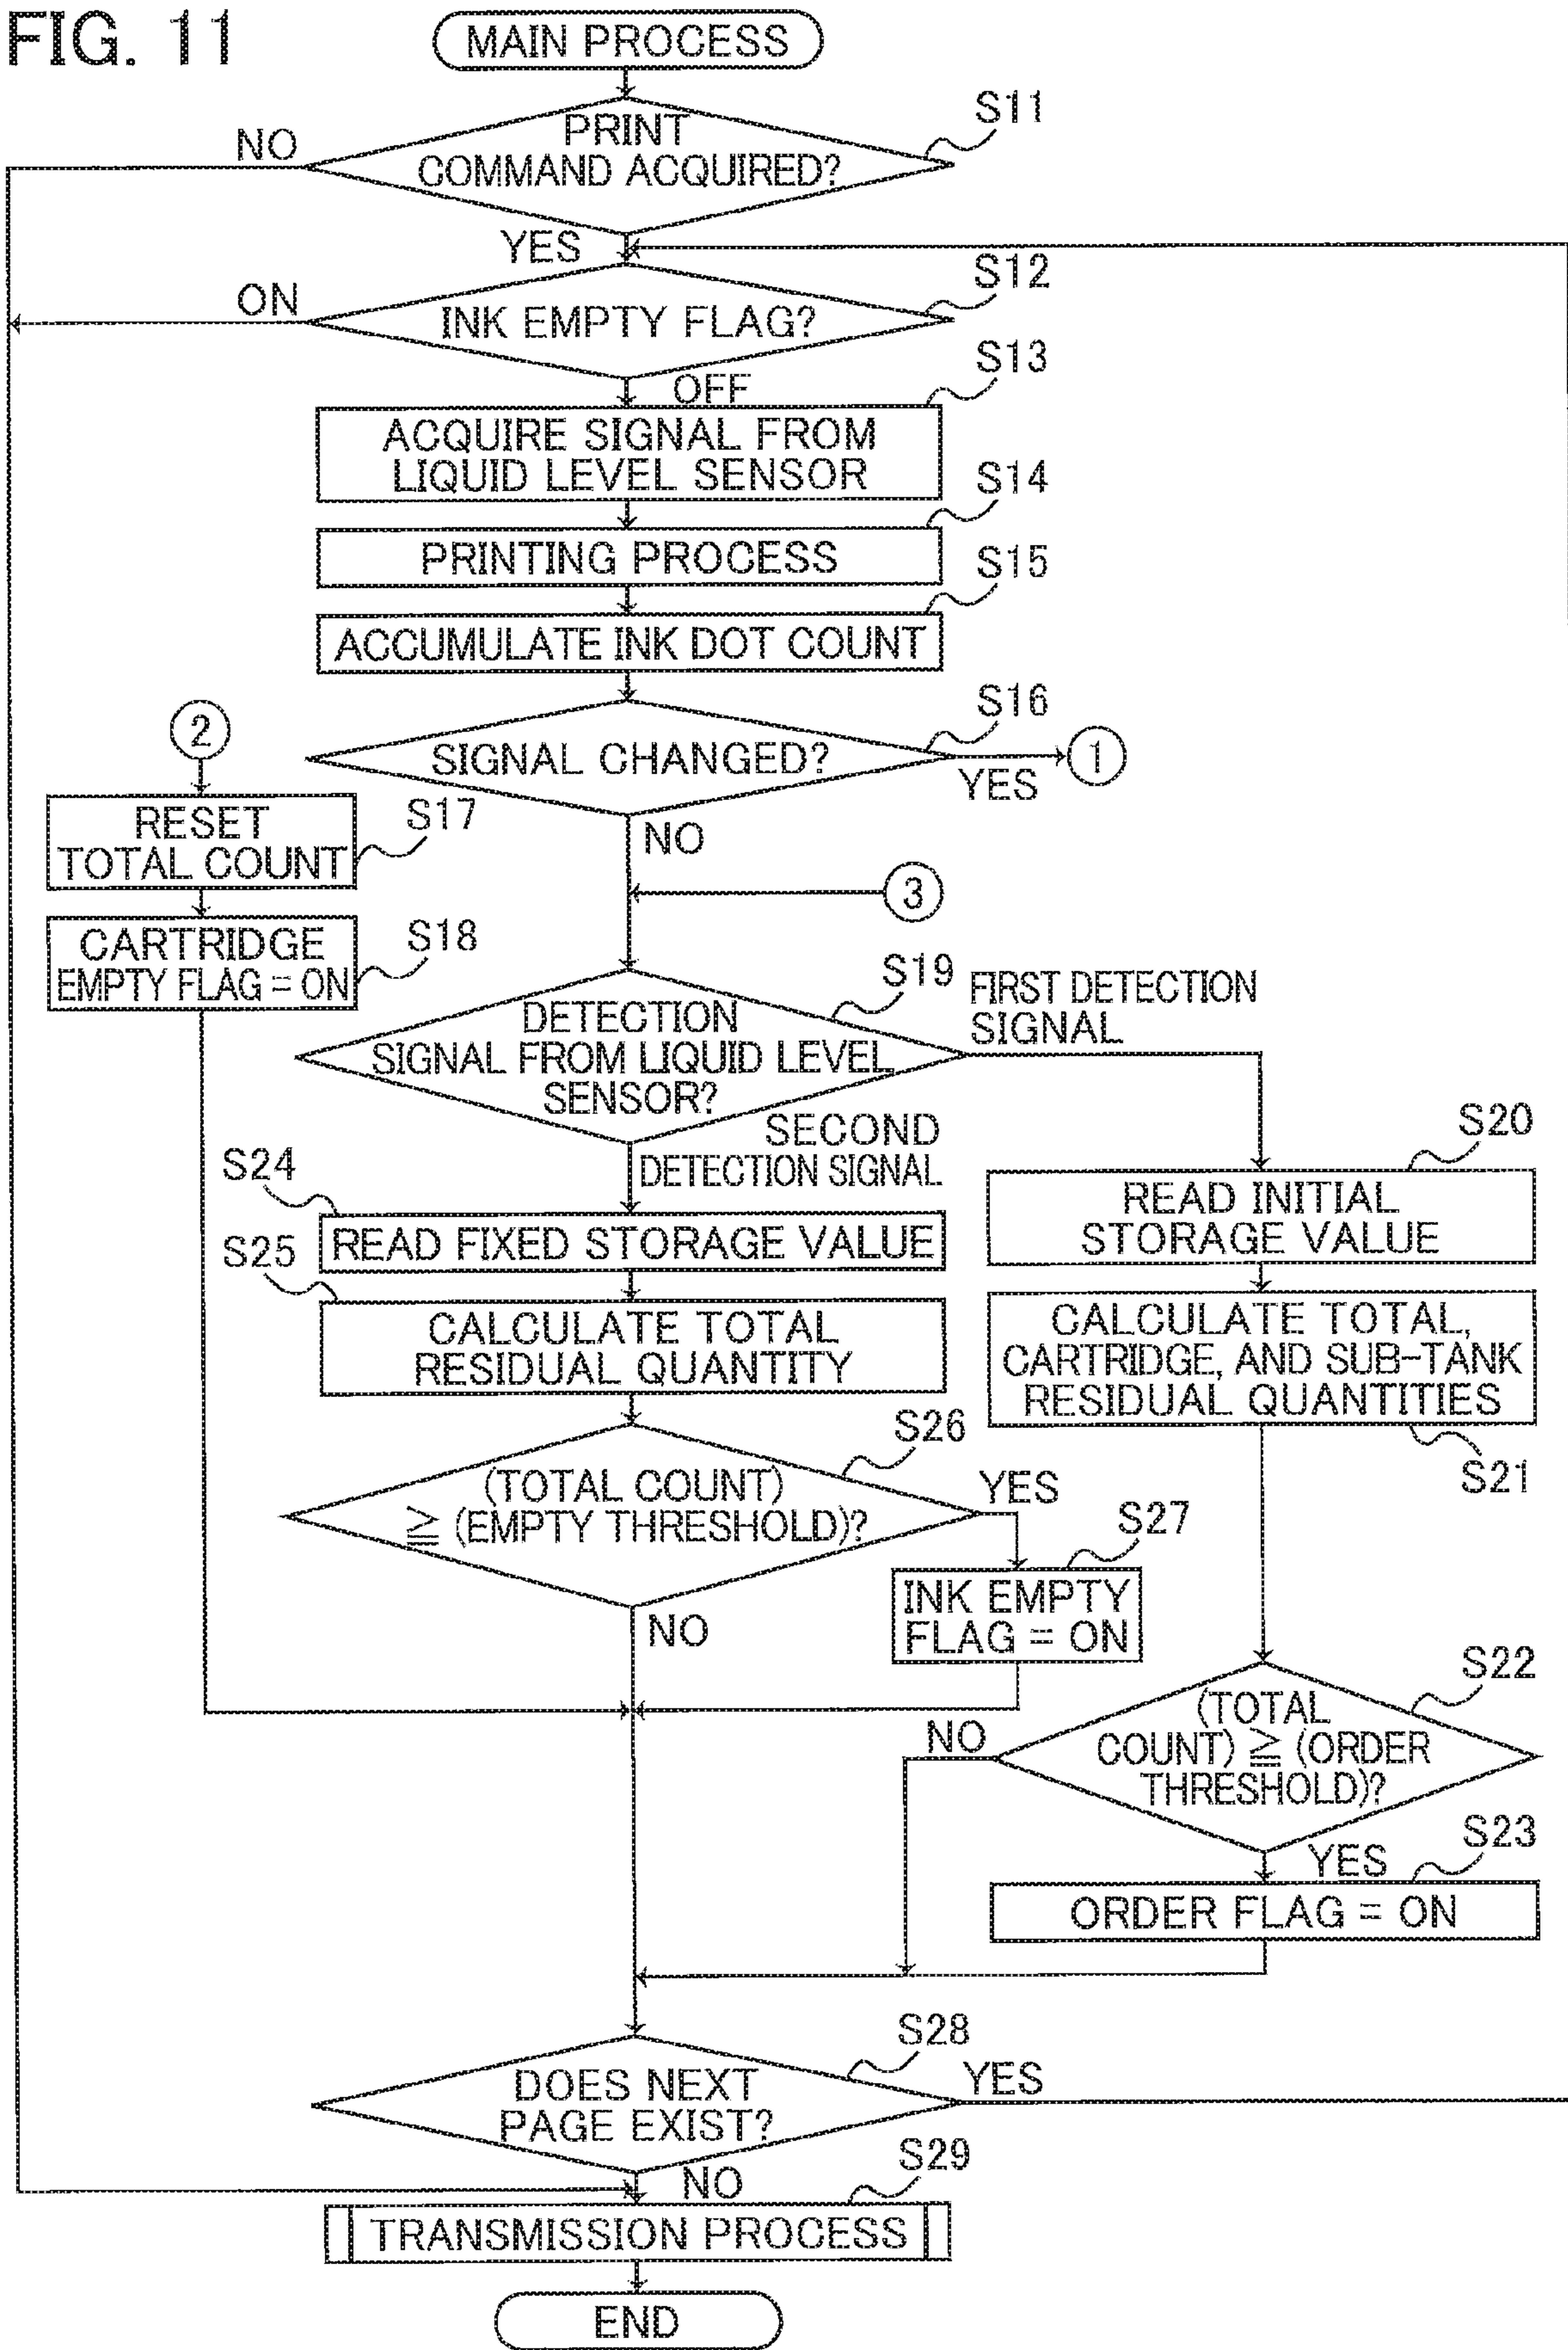 FIG. 11
MAIN PROCESS
S11
PRINT
COMMAND ACQUIRED?
NO
YES
S12
INK EMPTY FLAG?
ON
OFF
S13
ACQUIRE SIGNAL FROM
LIQUID LEVEL SENSOR
S14
PRINTING PROCESS
S15
ACCUMULATE INK DOT COUNT
S16
SIGNAL CHANGED?
YES
1
NO
2
RESET
TOTAL COUNT
S17
CARTRIDGE
EMPTY FLAG = ON
S18
3
S19
DETECTION
SIGNAL FROM LIQUID LEVEL
SENSOR?
FIRST DETECTION
SIGNAL
SECOND
DETECTION SIGNAL
S20
READ INITIAL
STORAGE VALUE
S24
READ FIXED STORAGE VALUE
S25
CALCULATE TOTAL
RESIDUAL QUANTITY
CALCULATE TOTAL,
CARTRIDGE, AND SUB-TANK
RESIDUAL QUANTITIES
S21
S26
(TOTAL COUNT)
≧ (EMPTY THRESHOLD)?
YES
S27
INK EMPTY
FLAG = ON
NO
S22
(TOTAL
COUNT) ≧ (ORDER
THRESHOLD)?
NO
YES
S23
ORDER FLAG = ON
S28
DOES NEXT
PAGE EXIST?
YES
NO
S29
TRANSMISSION PROCESS
END